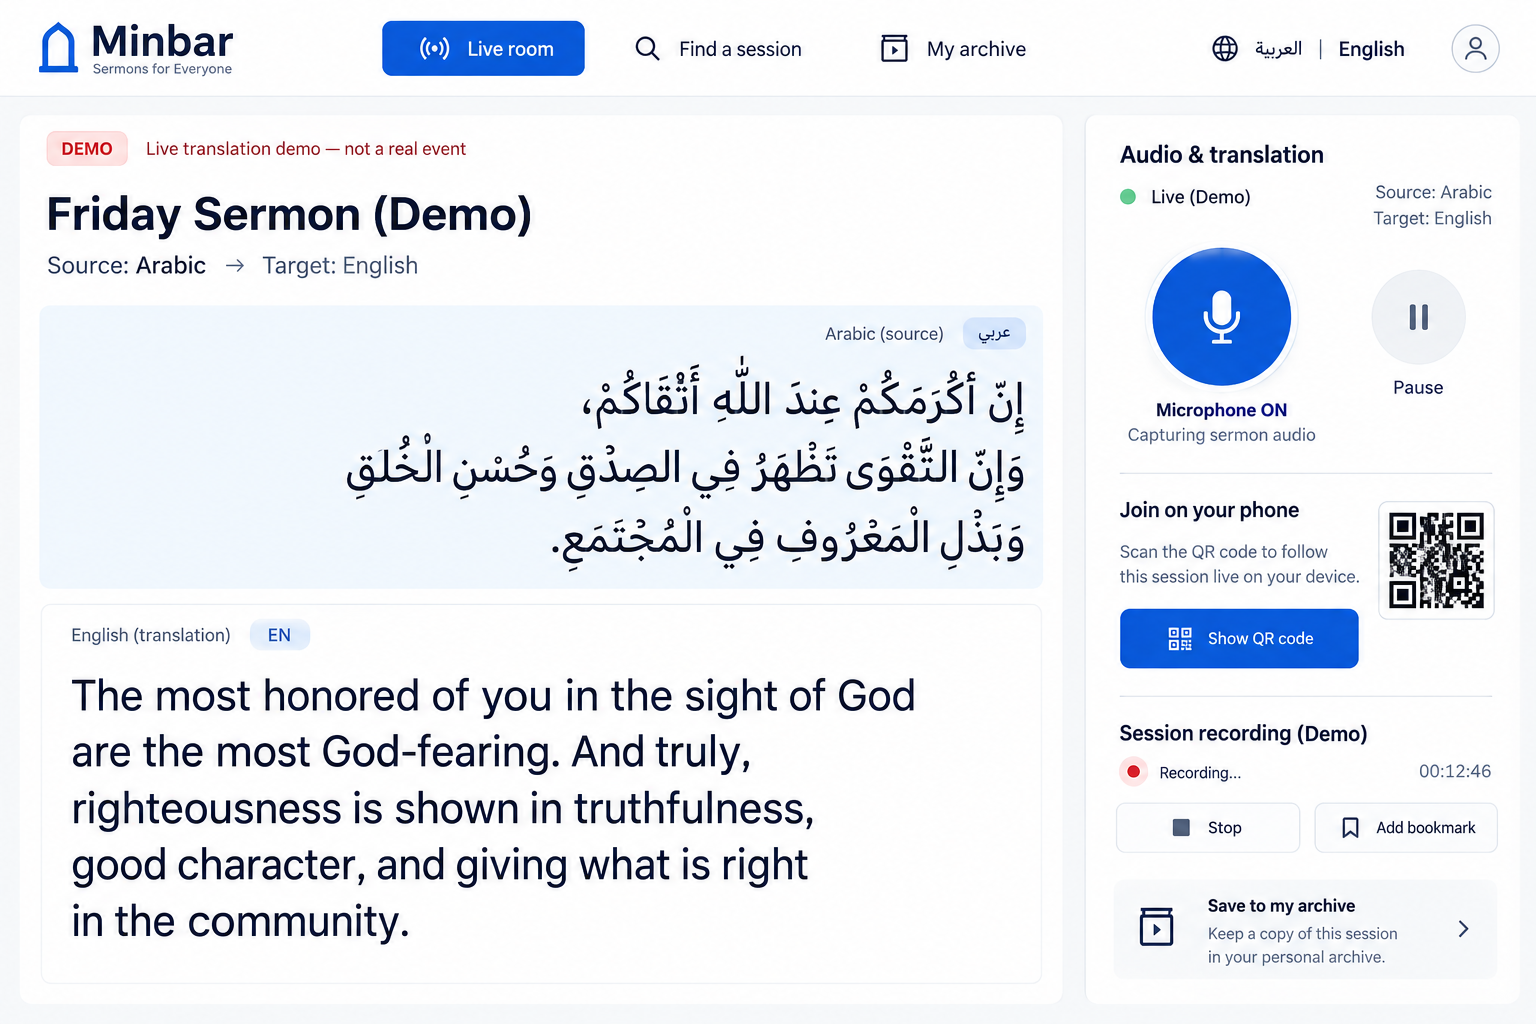 Minbar
Sermons for Everyone
Live room
Find a session
My archive
العربية | English
DEMO
Live translation demo — not a real event
Friday Sermon (Demo)
Source: Arabic → Target: English
Arabic (source)
عربي
إِنّ أكْرَمَكُمْ عِندَ اللّٰهِ أَتْقَاكُمْ،
وَإِنّ التَّقْوَى تَظْهَرُ فِي الصِدْقِ وَحُسْنِ الْخُلَقِ
وَبَذْلِ الْمَعْرُوفِ فِي الْمُجْتَمَعِ.
English (translation)
EN
The most honored of you in the sight of God
are the most God-fearing. And truly,
righteousness is shown in truthfulness,
good character, and giving what is right
in the community.
Audio & translation
Live (Demo)
Source: Arabic
Target: English
Microphone ON
Capturing sermon audio
Pause
Join on your phone
Scan the QR code to follow
this session live on your device.
Show QR code
Session recording (Demo)
Recording...
00:12:46
Stop
Add bookmark
Save to my archive
Keep a copy of this session
in your personal archive.